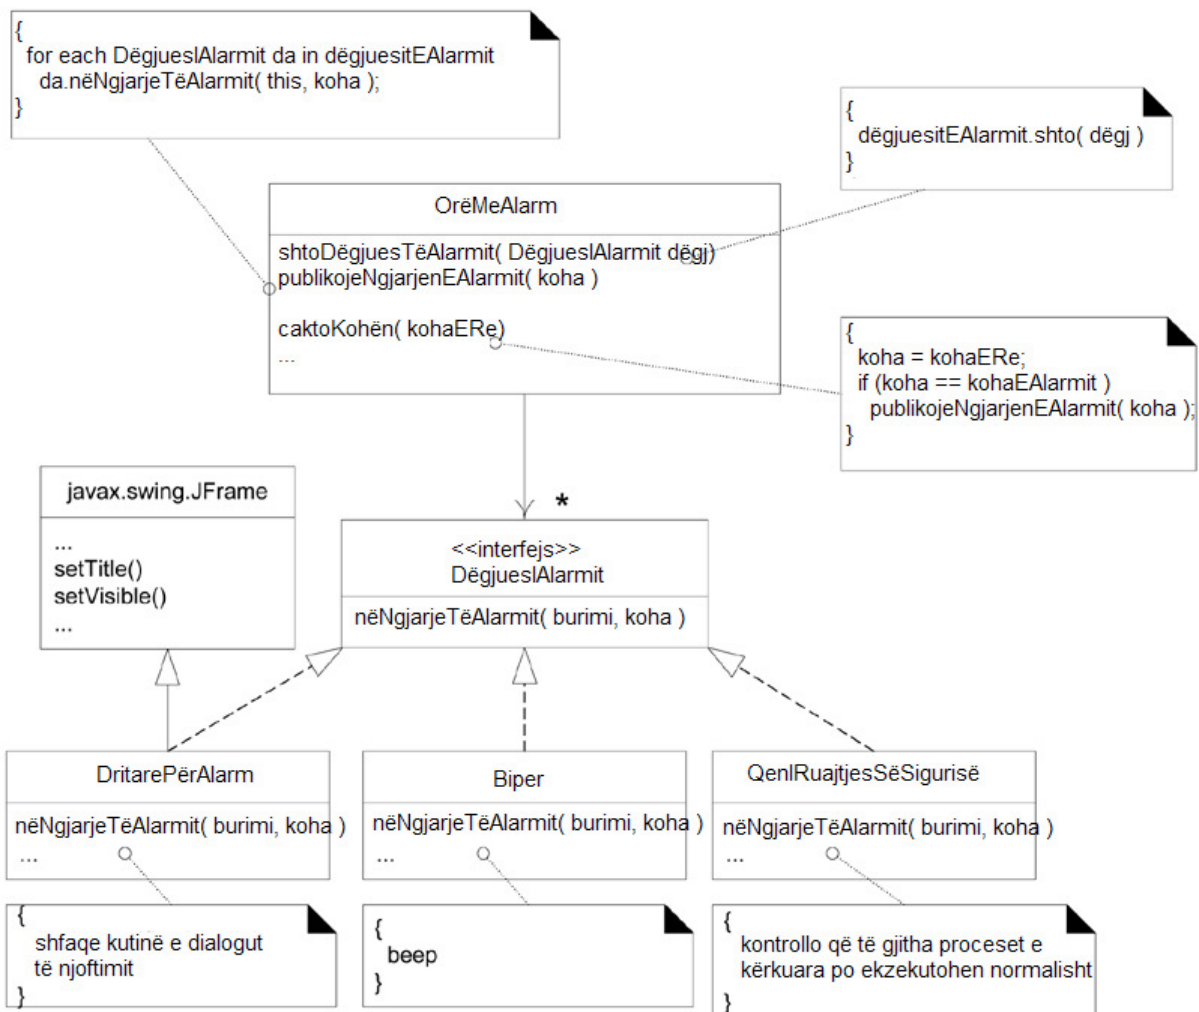 {
for each DëgjuesIAlarmit da in dëgjuesitEAlarmit
da.nëNgjarjeTëAlarmit( this, koha );
}
{
dëgjuesitEAlarmit.shto( dëgj )
}
OrëMeAlarm
shtoDëgjuesTëAlarmit( DëgjuesIAlarmit dëgj)
publikojeNgjarjenEAlarmit( koha )
caktoKohën( kohaERe)
...
{
koha = kohaERe;
if (koha == kohaEAlarmit )
publikojeNgjarjenEAlarmit( koha );
}
javax.swing.JFrame
...
setTitle()
setVisible()
...
*
<<interfejs>>
DëgjuesIAlarmit
nëNgjarjeTëAlarmit( burimi, koha )
DritarePërAlarm
nëNgjarjeTëAlarmit( burimi, koha )
...
Biper
nëNgjarjeTëAlarmit( burimi, koha )
...
QenIRuajtjesSëSigurisë
nëNgjarjeTëAlarmit( burimi, koha )
...
{
shfaqe kutinë e dialogut
të njoftimit
}
{
beep
}
{
kontrollo që të gjitha proceset e
kërkuara po ekzekutohen normalisht
}